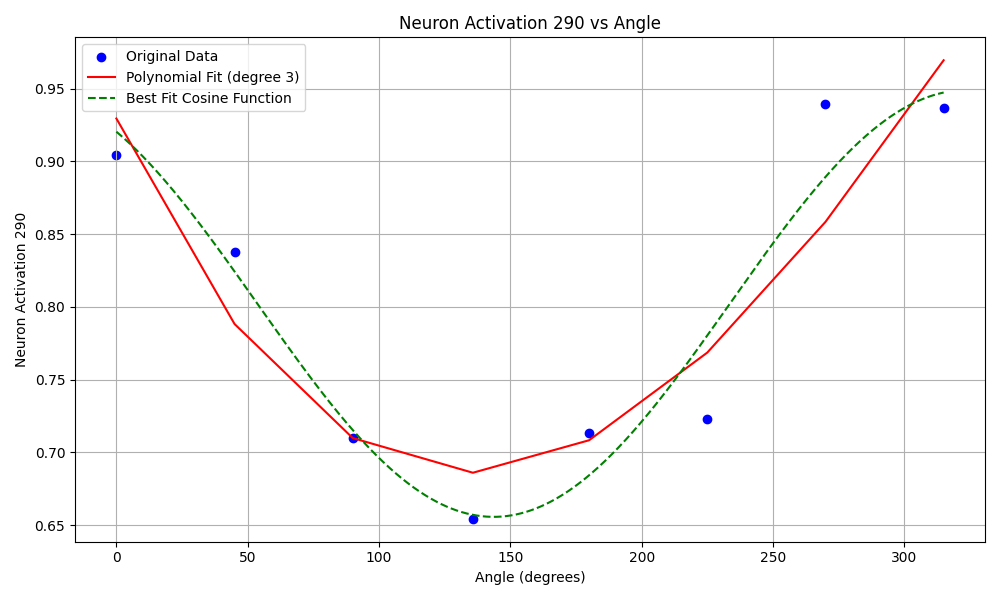 Neuron Activation 290 vs Angle
Original Data
Polynomial Fit (degree 3)
Best Fit Cosine Function
Neuron Activation 290
0.95
0.90
0.85
0.80
0.75
0.70
0.65
0 50 100 150 200 250 300
Angle (degrees)